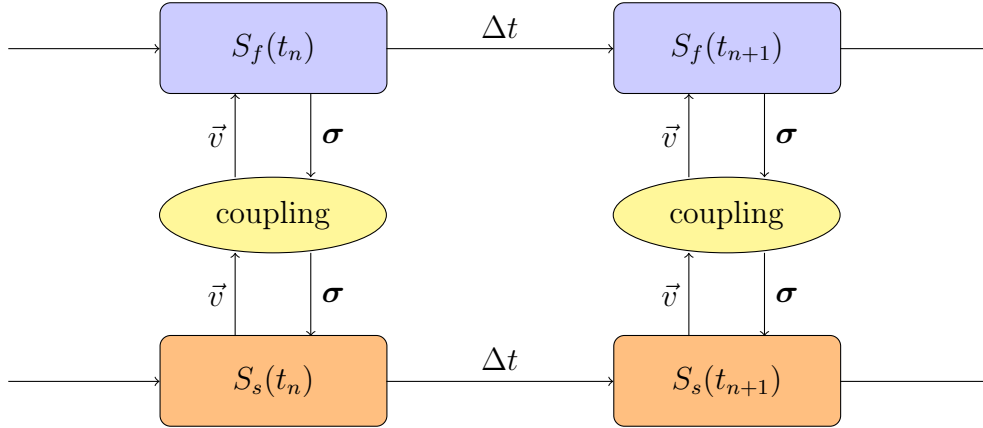 Δt
S_f(t_n) S_f(t_{n+1})
v⃗ σ v⃗ σ
coupling coupling
v⃗ σ v⃗ σ
Δt
S_s(t_n) S_s(t_{n+1})